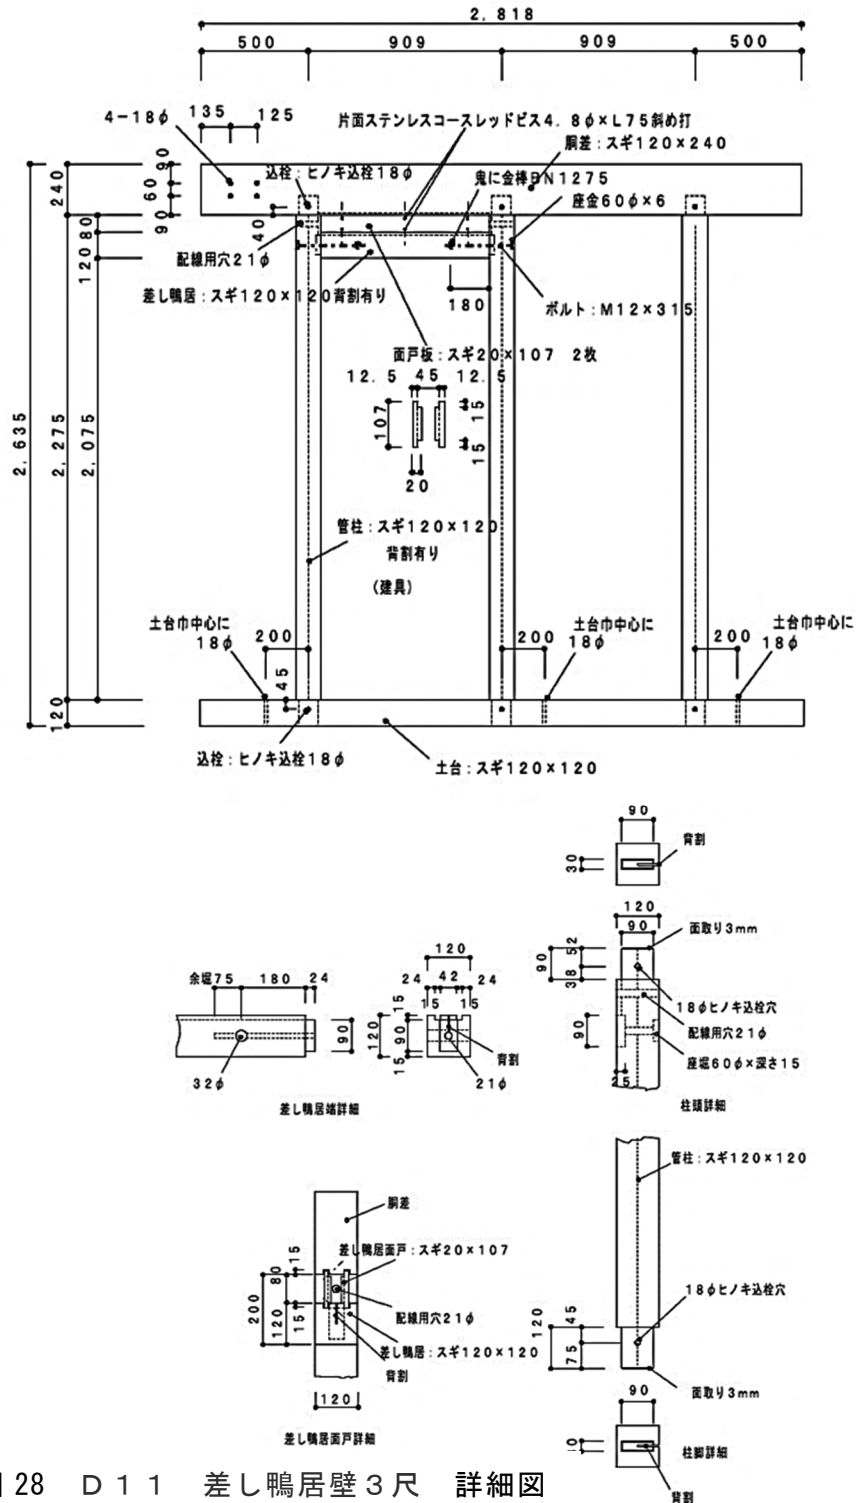 2,818
500
909
909
500
4-18φ
135
125
片面ステンレスコースレッドビス4.8φ×L75斜め打
胴差:スギ120×240
込栓:ヒノキ込栓18φ
鬼に金棒BN1275
座金60φ×6
240
90
60
90
40
80
120
配線用穴21φ
差し鴨居:スギ120×120背割有り
180
ボルト:M12×315
面戸板:スギ20×107 2枚
12.5
45
12.5
107
15
15
20
2,635
2,275
2,075
管柱:スギ120×120
背割有り
(建具)
土台巾中心に
18φ
200
土台巾中心に
18φ
200
土台巾中心に
18φ
200
45
120
込栓:ヒノキ込栓18φ
土台:スギ120×120
90
背割
30
120
90
面取り3mm
90
52
38
18φヒノキ込栓穴
配線用穴21φ
90
座堀60φ×深さ15
25
柱頭詳細
余堀75
180
24
90
32φ
120
24
42
24
15
15
15
120
90
15
背割
21φ
差し鴨居端詳細
管柱:スギ120×120
胴差
差し鴨居面戸:スギ20×107
15
80
200
120
15
配線用穴21φ
差し鴨居:スギ120×120
背割
120
差し鴨居面戸詳細
18φヒノキ込栓穴
120
45
75
面取り3mm
90
柱脚詳細
背割
28 D11 差し鴨居壁3尺 詳細図